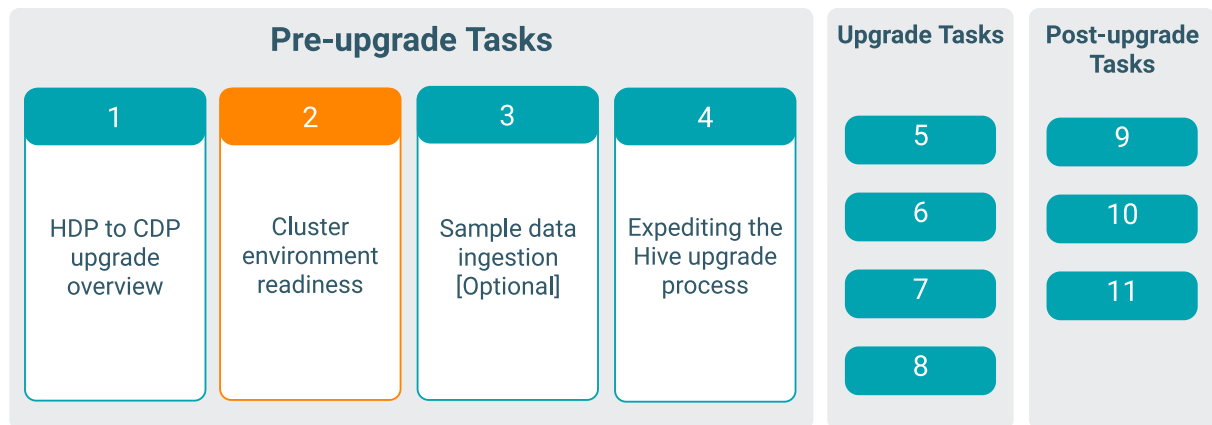 Pre-upgrade Tasks
1
HDP to CDP
upgrade
overview
2
Cluster
environment
readiness
3
Sample data
ingestion
[Optional]
4
Expediting the
Hive upgrade
process
Upgrade Tasks
5
6
7
8
Post-upgrade
Tasks
9
10
11